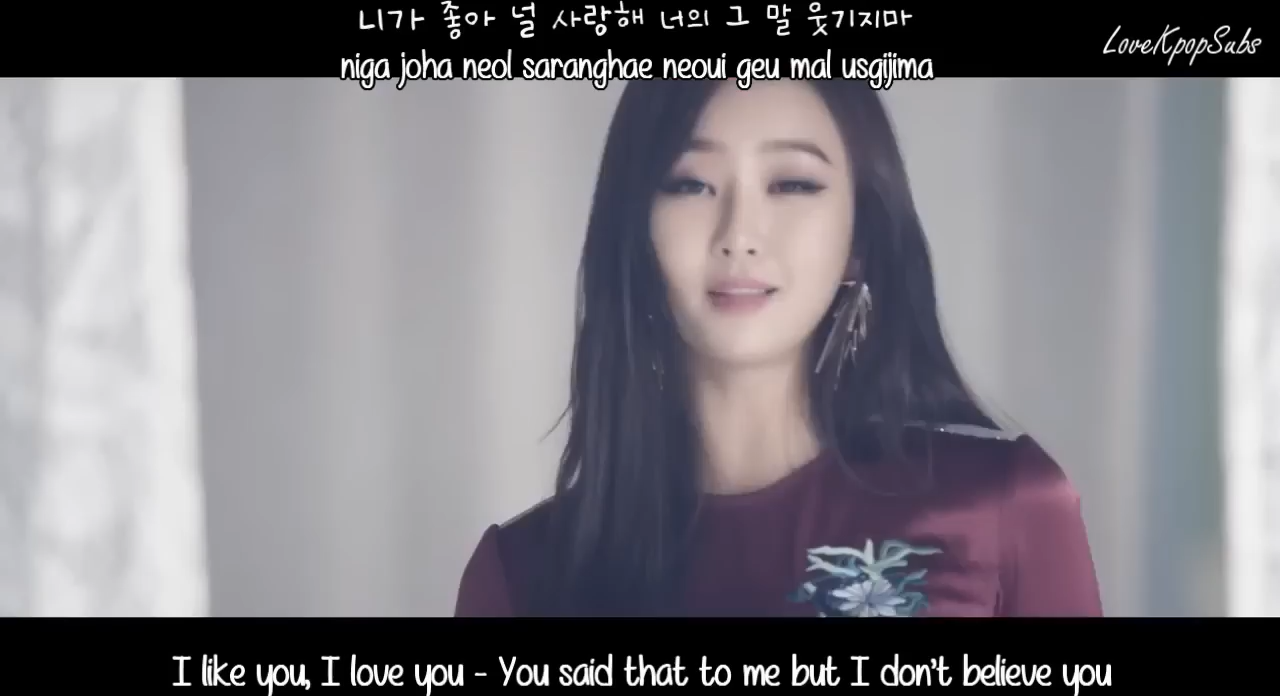 니가 좋아 널 사랑해 너의 그 말 웃기지마
LoveKpopSubs
niga joha neol saranghae neoui geu mal usgijima
I like you, I love you - You said that to me but I don't believe you